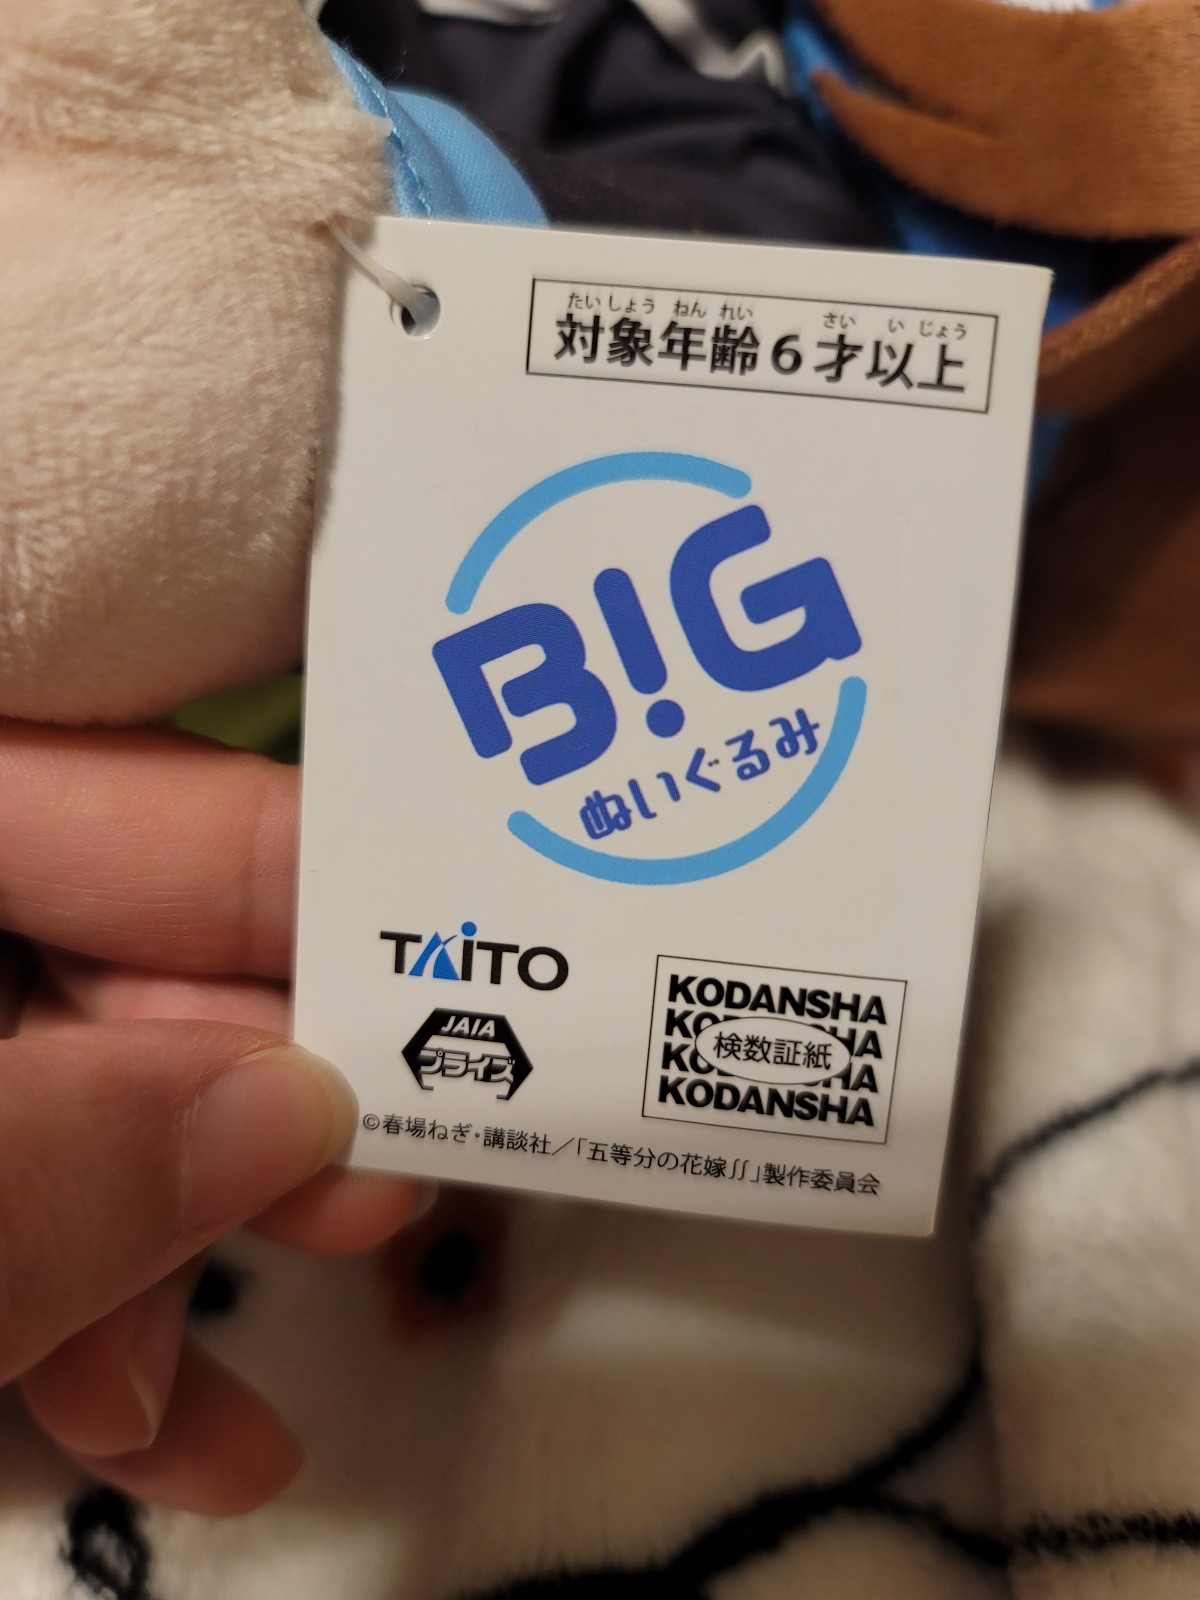 たいしょう ねん れい さい い じょう
対象年齢6才以上
B!G
ぬいぐるみ
TAITO
JAIA
プライズ
KODANSHA
KODANSHA
検数証紙
KODANSHA
KODANSHA
©春場ねぎ・講談社／「五等分の花嫁∬」製作委員会